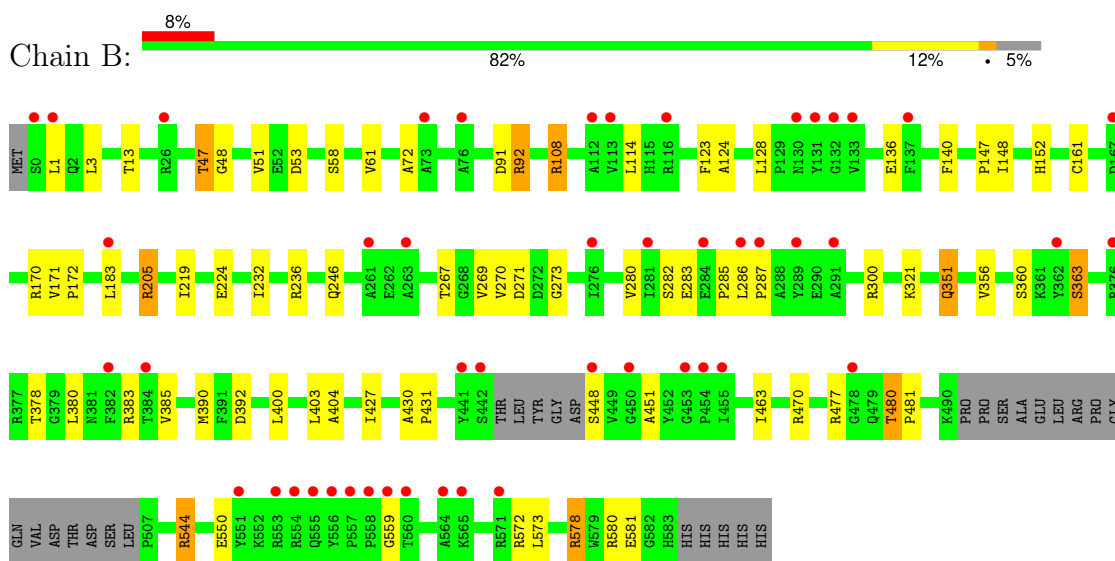 8%
Chain B:
82% 12% • 5%
MET S0 L1 Q2 L3 T13 R26 T47 G48 V51 E52 D53 S58 V61 A72 A73 A76 D91 R92 R108 A112 V113 L114 H115 R116 F123 A124 L128 P129 N130 Y131 G132 V133 E136 F137 F140 P147 I148 H152 C161
R170 V171 P172 L183 R205 I219 E224 I232 R236 Q246 A261 E262 A263 T267 G268 V269 V270 D271 D272 G273 I276 V280 I281 S282 E283 E284 P285 L286 P287 A288 Y289 E290 A291 R300 K321 Q351 V356 S360 K361 Y362 S363
R377 T378 G379 L380 N381 F382 R383 T384 V385 M390 F391 D392 L400 L403 A404 I427 A430 P431 Y441 S442 THR LEU TYR GLY ASP S448 V449 G450 A451 Y452 G453 P454 I455 I463 R470 R477 G478 Q479 T480 P481 K490 PRO PRO SER ALA GLU LEU ARG PRO GLY
GLN VAL ASP THR ASP SER LEU P507 R544 E550 Y551 K552 R553 R554 Q555 Y556 P557 P558 G559 T560 A564 K565 R571 R572 L573 R578 W579 R580 E581 G582 H583 HIS HIS HIS HIS HIS